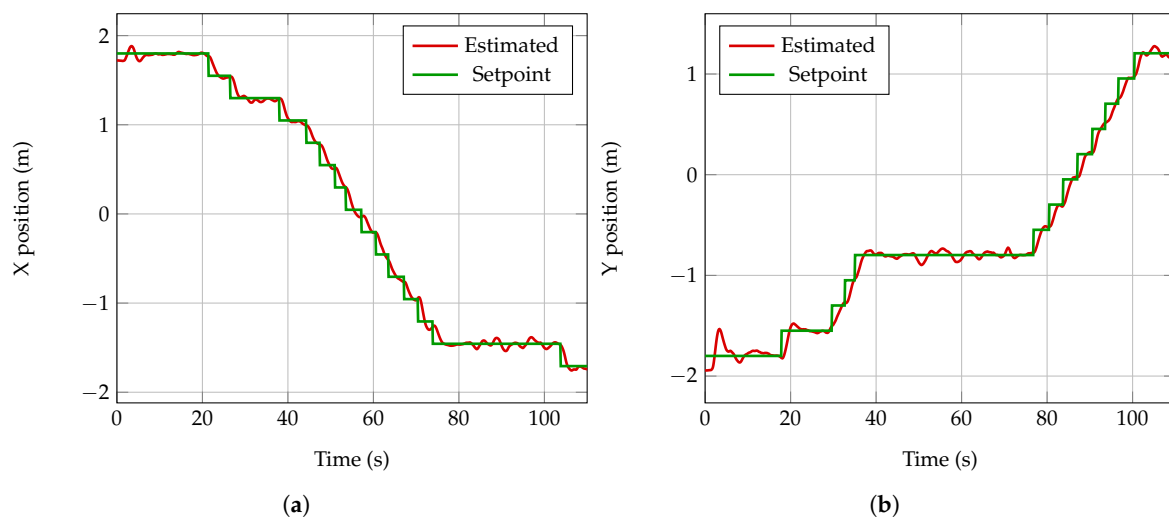 2
1
0
−1
−2
X position (m)
0
20
40
60
80
100
Time (s)
Estimated
Setpoint
(a)
1
0
−1
−2
Y position (m)
0
20
40
60
80
100
Time (s)
Estimated
Setpoint
(b)